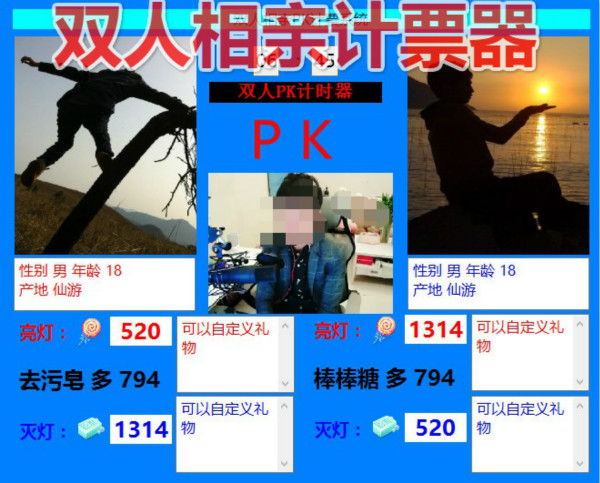 双人相亲计票器
36 45
双人PK计时器
PK
性别 男 年龄 18
产地 仙游
性别 男 年龄 18
产地 仙游
亮灯： 520
可以自定义礼
物
亮灯： 1314
可以自定义礼
物
去污皂 多 794
棒棒糖 多 794
灭灯： 1314
可以自定义礼
物
灭灯： 520
可以自定义礼
物